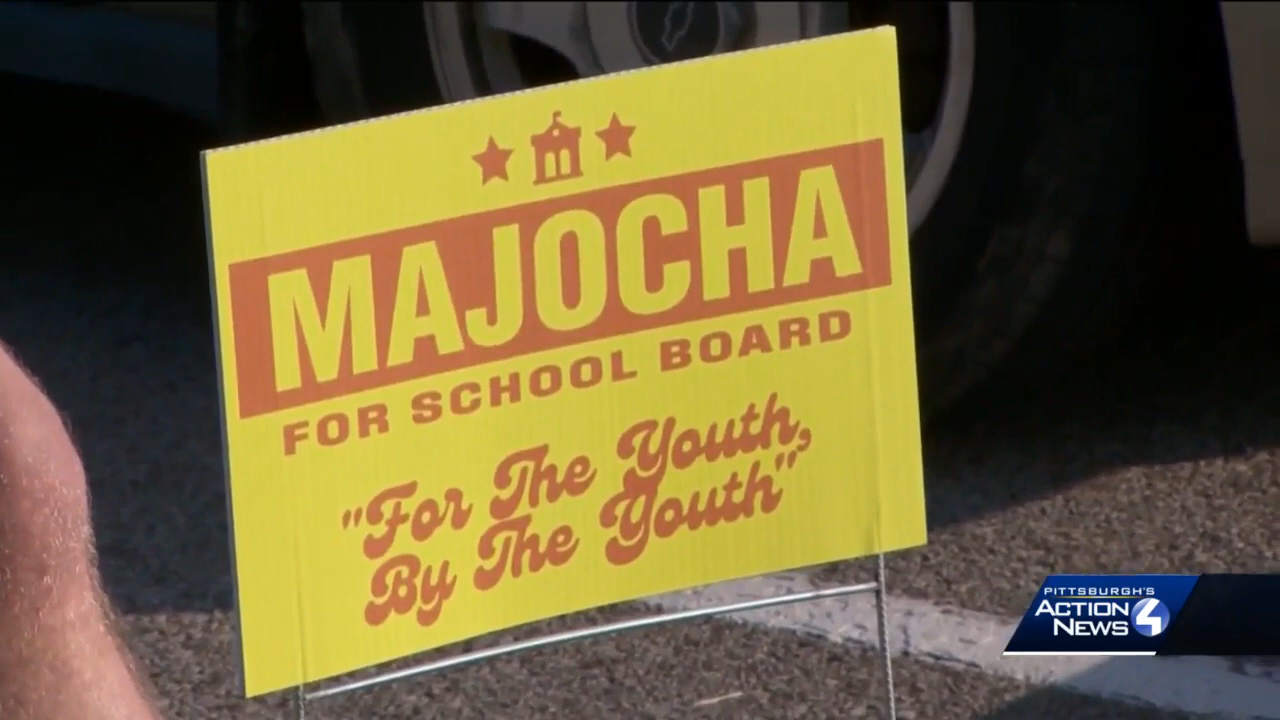 MAJOCHA
FOR SCHOOL BOARD
"For The Youth,
By The Youth"
PITTSBURGH'S
ACTION
NEWS 4